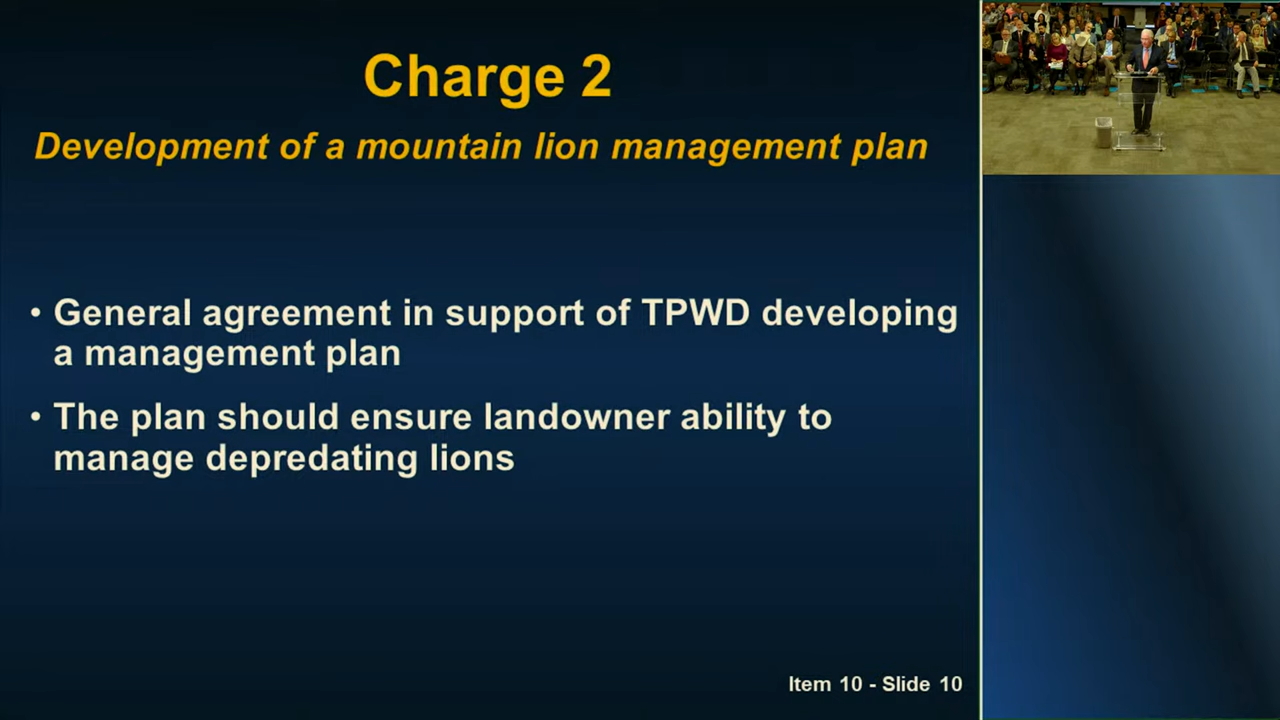 Charge 2
Development of a mountain lion management plan
• General agreement in support of TPWD developing
a management plan
• The plan should ensure landowner ability to
manage depredating lions
Item 10 - Slide 10